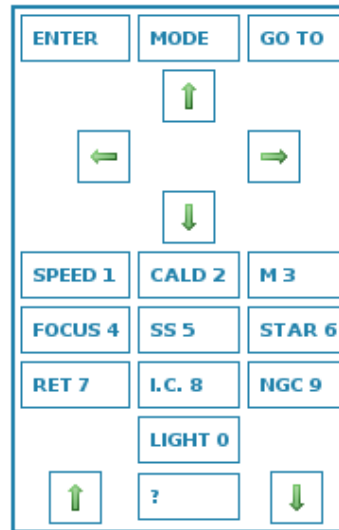 ENTER MODE GO TO
SPEED 1 CALD 2 M 3
FOCUS 4 SS 5 STAR 6
RET 7 I.C. 8 NGC 9
LIGHT 0
?